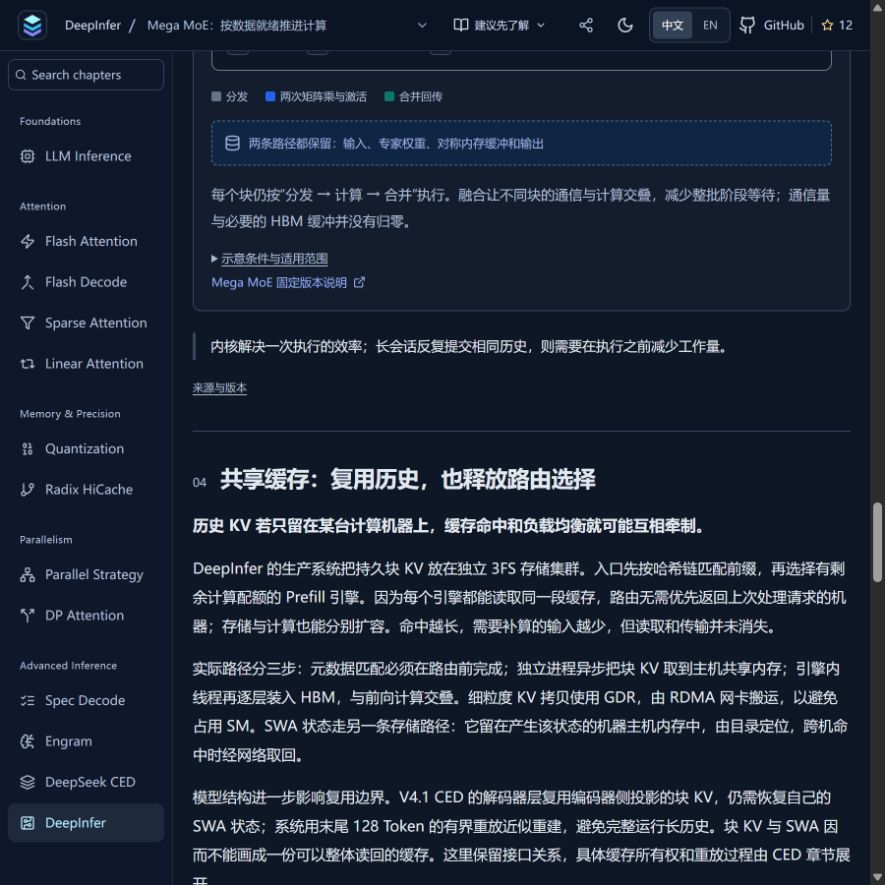 DeepInfer / Mega MoE：按数据就绪推进计算
建议先了解
中文
EN
GitHub
12
Search chapters
Foundations
LLM Inference
Attention
Flash Attention
Flash Decode
Sparse Attention
Linear Attention
Memory & Precision
Quantization
Radix HiCache
Parallelism
Parallel Strategy
DP Attention
Advanced Inference
Spec Decode
Engram
DeepSeek CED
DeepInfer
分发 两次矩阵乘与激活 合并回传
两条路径都保留：输入、专家权重、对称内存缓冲和输出
每个块仍按“分发 → 计算 → 合并”执行。融合让不同块的通信与计算交叠，减少整批阶段等待；通信量
与必要的 HBM 缓冲并没有归零。
示意条件与适用范围
Mega MoE 固定版本说明
内核解决一次执行的效率；长会话反复提交相同历史，则需要在执行之前减少工作量。
来源与版本
04 共享缓存：复用历史，也释放路由选择
历史 KV 若只留在某台计算机器上，缓存命中和负载均衡就可能互相牵制。
DeepInfer 的生产系统把持久块 KV 放在独立 3FS 存储集群。入口先按哈希链匹配前缀，再选择有剩
余计算配额的 Prefill 引擎。因为每个引擎都能读取同一段缓存，路由无需优先返回上次处理请求的机
器；存储与计算也能分别扩容。命中越长，需要补算的输入越少，但读取和传输并未消失。
实际路径分三步：元数据匹配必须在路由前完成；独立进程异步把块 KV 取到主机共享内存；引擎内
线程再逐层装入 HBM，与前向计算交叠。细粒度 KV 拷贝使用 GDR，由 RDMA 网卡搬运，以避免
占用 SM。SWA 状态走另一条存储路径：它留在产生该状态的机器主机内存中，由目录定位，跨机命
中时经网络取回。
模型结构进一步影响复用边界。V4.1 CED 的解码器层复用编码器侧投影的块 KV，仍需恢复自己的
SWA 状态；系统用末尾 128 Token 的有界重放近似重建，避免完整运行长历史。块 KV 与 SWA 因
而不能画成一份可以整体读回的缓存。这里保留接口关系，具体缓存所有权和重放过程由 CED 章节展
开。